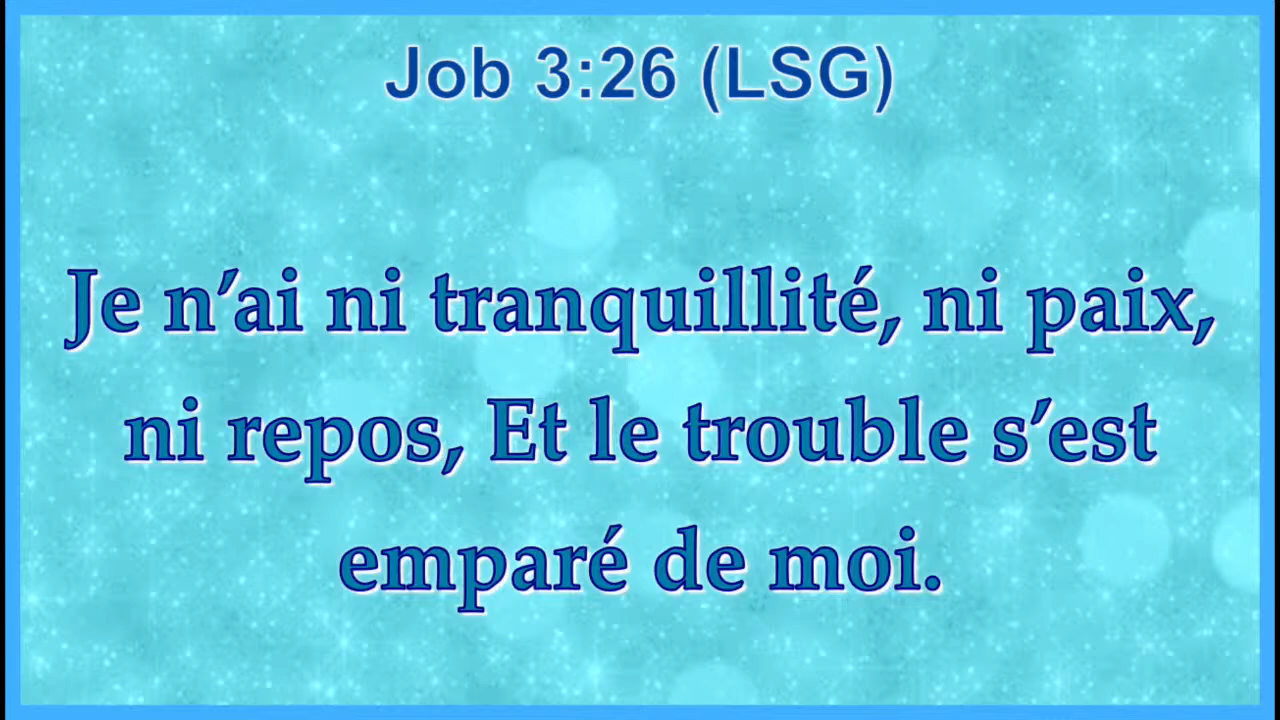 Job 3:26 (LSG)
Je n’ai ni tranquillité, ni paix,
ni repos, Et le trouble s’est
emparé de moi.